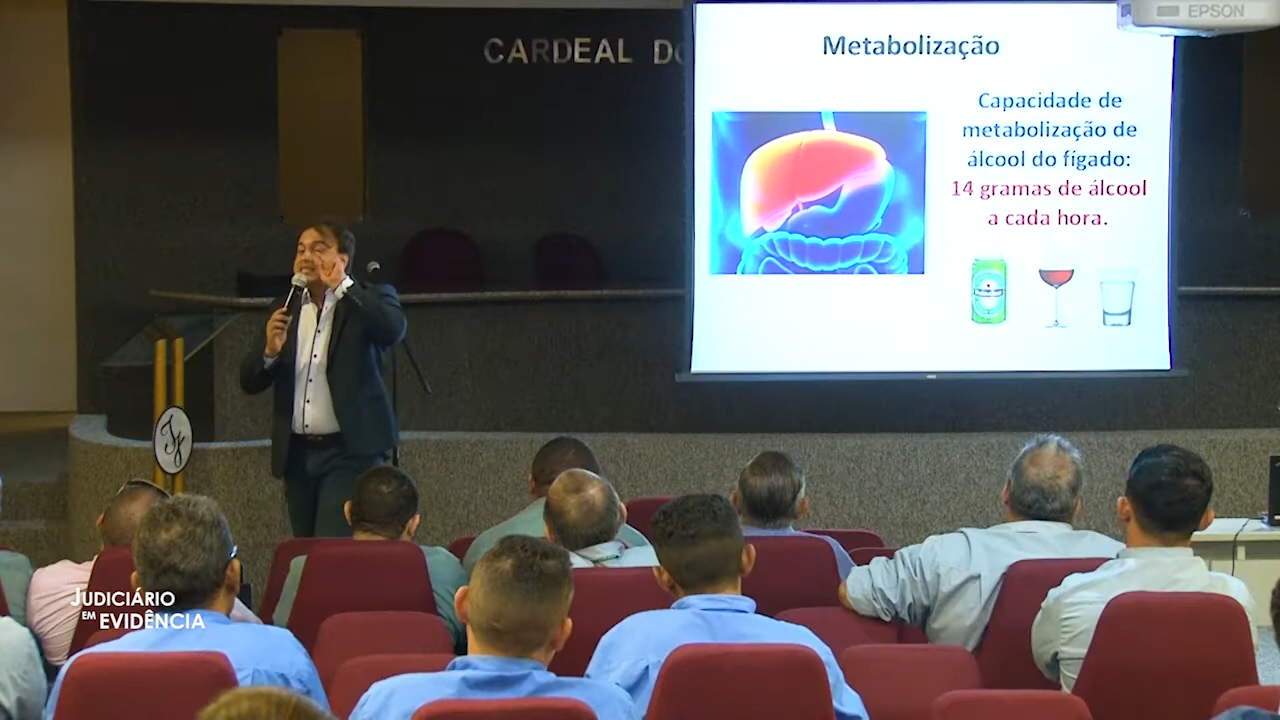 EPSON
CARDEAL DO
Metabolização
Capacidade de
metabolização de
álcool do fígado:
14 gramas de álcool
a cada hora.
JUDICIÁRIO
EM EVIDÊNCIA